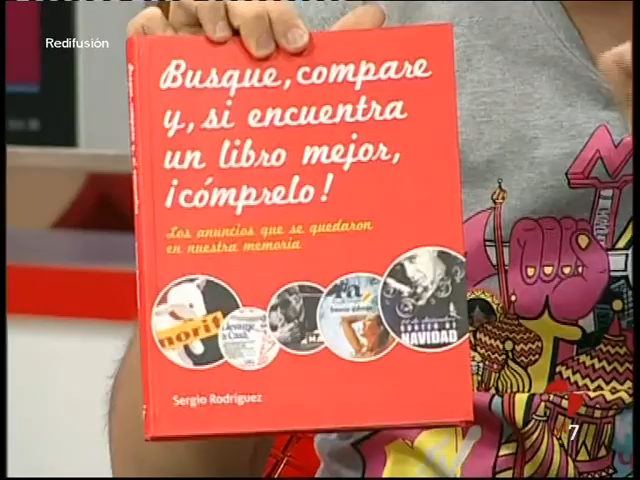 Redifusión
Busque, compare
y, si encuentra
un libro mejor,
¡cómprelo!
Los anuncios que se quedaron
en nuestra memoria
norit
NAVIDAD
Sergio Rodríguez
7